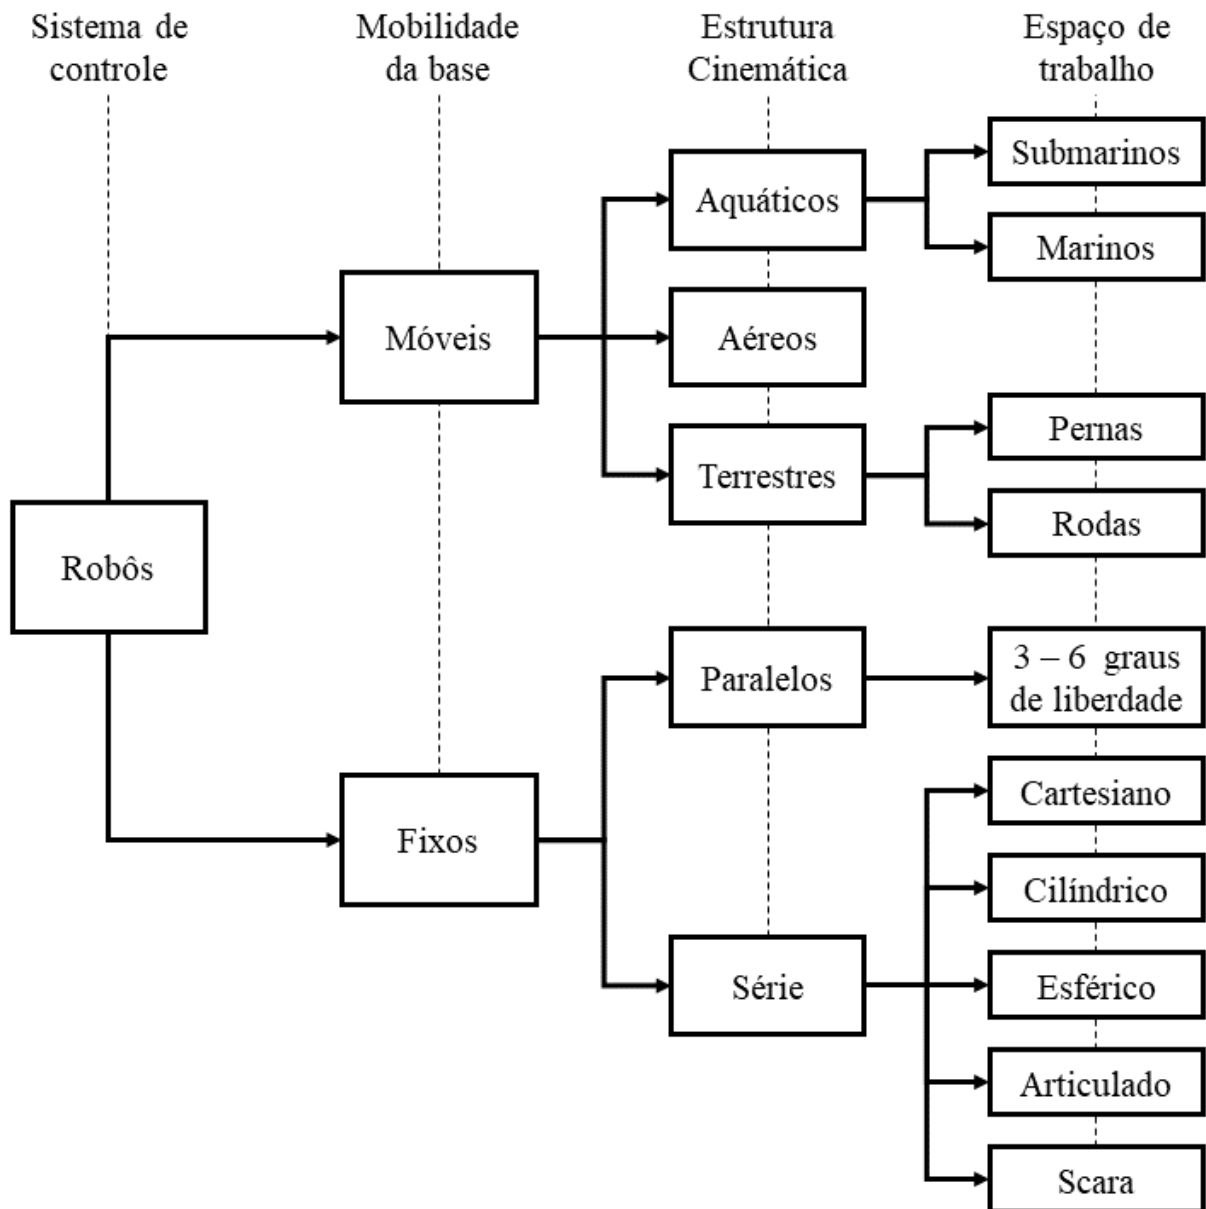 Sistema de
controle
Mobilidade
da base
Estrutura
Cinemática
Espaço de
trabalho
Submarinos
Aquáticos
Marinos
Móveis
Aéreos
Pernas
Terrestres
Rodas
Robôs
Paralelos
3 – 6 graus
de liberdade
Cartesiano
Fixos
Cilíndrico
Série
Esférico
Articulado
Scara